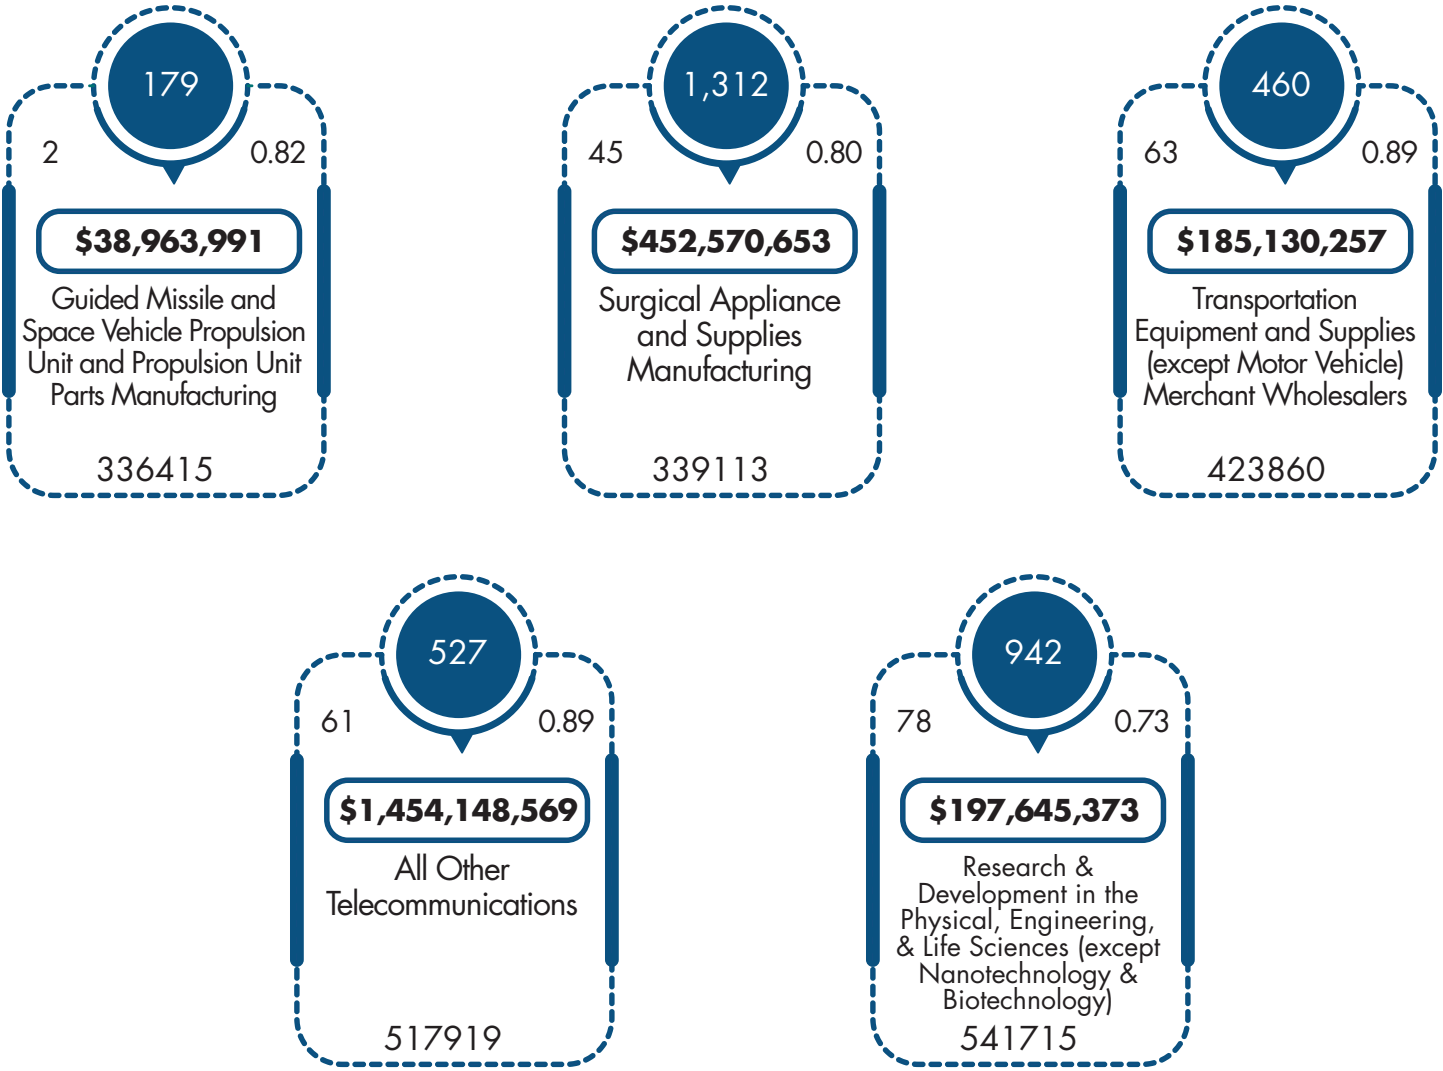 179
2
0.82
$38,963,991
Guided Missile and
Space Vehicle Propulsion
Unit and Propulsion Unit
Parts Manufacturing
336415
1,312
45
0.80
$452,570,653
Surgical Appliance
and Supplies
Manufacturing
339113
460
63
0.89
$185,130,257
Transportation
Equipment and Supplies
(except Motor Vehicle)
Merchant Wholesalers
423860
527
61
0.89
$1,454,148,569
All Other
Telecommunications
517919
942
78
0.73
$197,645,373
Research &
Development in the
Physical, Engineering,
& Life Sciences (except
Nanotechnology &
Biotechnology)
541715